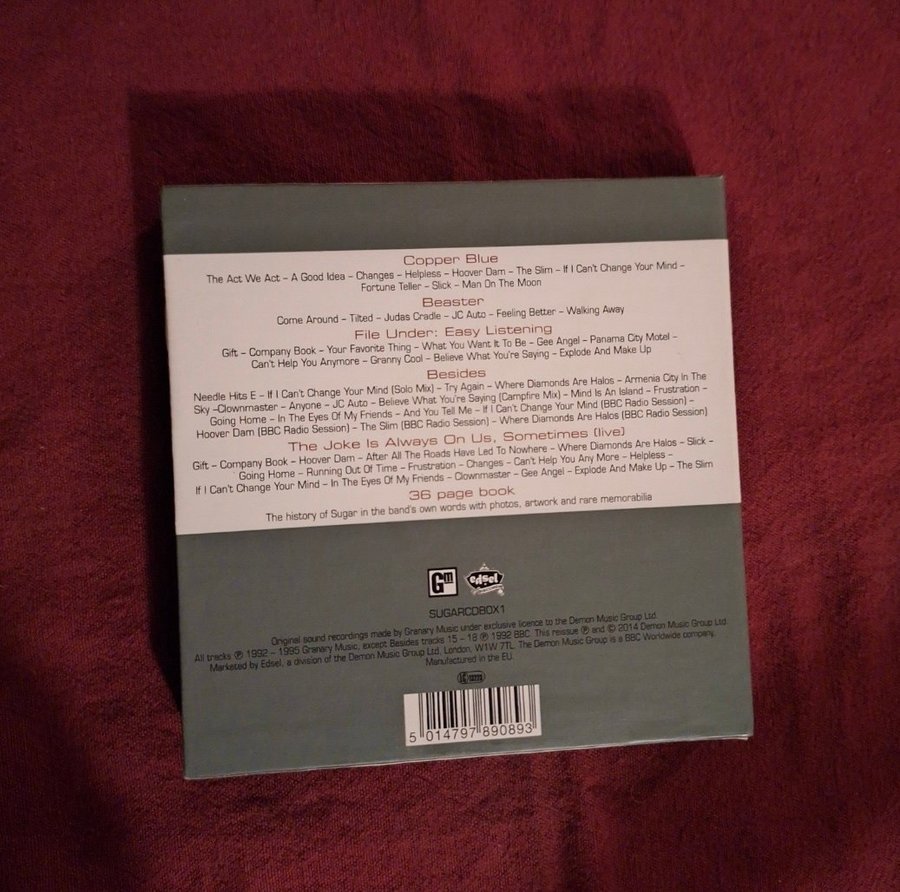 Copper Blue
The Act We Act – A Good Idea – Changes – Helpless – Hoover Dam – The Slim – If I Can't Change Your Mind –
Fortune Teller – Slick – Man On The Moon
Beaster
Come Around – Tilted – Judas Cradle – JC Auto – Feeling Better – Walking Away
File Under: Easy Listening
Gift – Company Book – Your Favorite Thing – What You Want It To Be – Gee Angel – Panama City Motel –
Can't Help You Anymore – Granny Cool – Believe What You're Saying – Explode And Make Up
Besides
Needle Hits E – If I Can't Change Your Mind (Solo Mix) – Try Again – Where Diamonds Are Halos – Armenia City In The
Sky –Clownmaster – Anyone – JC Auto – Believe What You're Saying (Campfire Mix) – Mind Is An Island – Frustration –
Going Home – In The Eyes Of My Friends – And You Tell Me – If I Can't Change Your Mind (BBC Radio Session) –
Hoover Dam (BBC Radio Session) – The Slim (BBC Radio Session) – Where Diamonds Are Halos (BBC Radio Session)
The Joke Is Always On Us, Sometimes (live)
Gift – Company Book – Hoover Dam – After All The Roads Have Led To Nowhere – Where Diamonds Are Halos – Slick –
Going Home – Running Out Of Time – Frustration – Changes – Can't Help You Any More – Helpless –
If I Can't Change Your Mind – In The Eyes Of My Friends – Clownmaster – Gee Angel – Explode And Make Up – The Slim
36 page book
The history of Sugar in the band's own words with photos, artwork and rare memorabilia
Gm edsel
SUGARCDBOX1
Original sound recordings made by Granary Music under exclusive licence to the Demon Music Group Ltd.
All tracks ℗ 1992 – 1995 Granary Music, except Besides tracks 15 – 18 ℗ 1992 BBC. This reissue ℗ and © 2014 Demon Music Group Ltd.
Marketed by Edsel, a division of the Demon Music Group Ltd. London, W1W 7TL. The Demon Music Group is a BBC Worldwide company.
Manufactured in the EU.
5 014797 890893